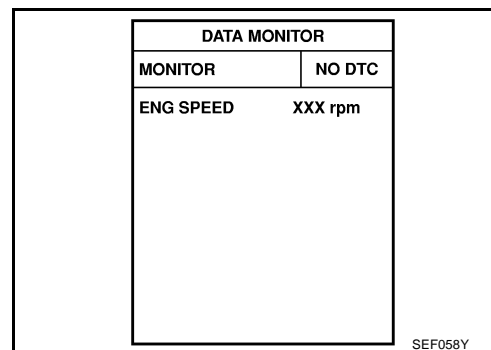 DATA MONITOR
MONITOR NO DTC
ENG SPEED XXX rpm
SEF058Y